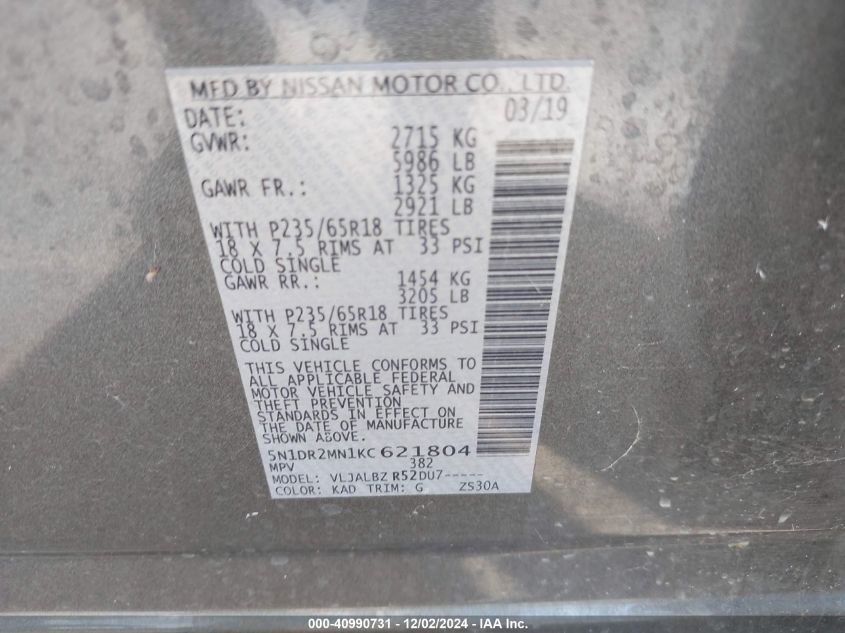 MFD BY NISSAN MOTOR CO., LTD.
DATE: 03/19
GVWR: 2715 KG
5986 LB
GAWR FR.: 1325 KG
2921 LB
WITH P235/65R18 TIRES
18 X 7.5 RIMS AT 33 PSI
COLD SINGLE
GAWR RR.: 1454 KG
3205 LB
WITH P235/65R18 TIRES
18 X 7.5 RIMS AT 33 PSI
COLD SINGLE
THIS VEHICLE CONFORMS TO
ALL APPLICABLE FEDERAL
MOTOR VEHICLE SAFETY AND
THEFT PREVENTION
STANDARDS IN EFFECT ON
THE DATE OF MANUFACTURE
SHOWN ABOVE.
5N1DR2MN1KC 621804
MPV 382
MODEL: VLJALBZ R52DU7-----
COLOR: KAD TRIM: G ZS30A
000-40990731 - 12/02/2024 - IAA Inc.